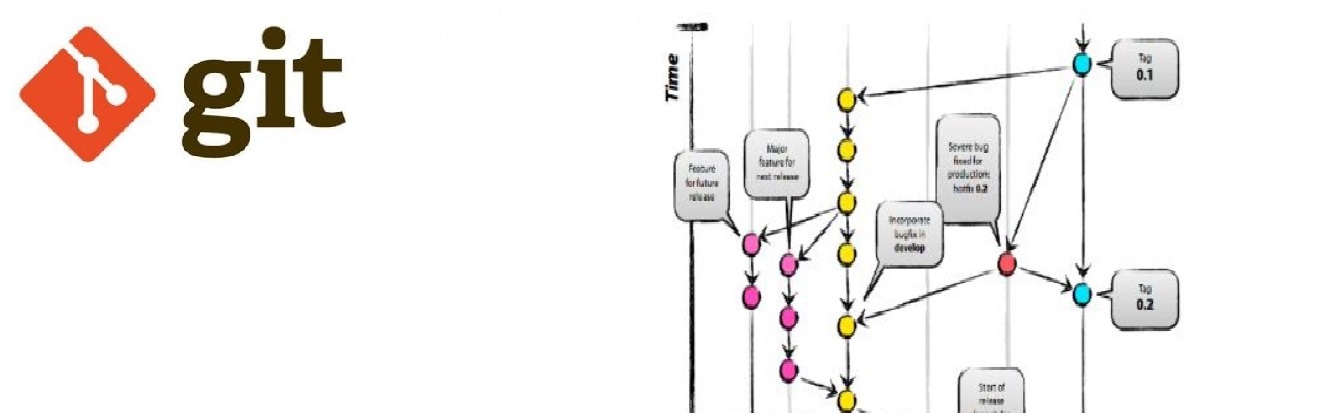 git
Time
Tag
0.1
Major
feature for
next release
Feature
for future
release
Severe bug
fixed for
production:
hotfix 0.2
Incorporate
bugfix in
develop
Tag
0.2
Start of
release